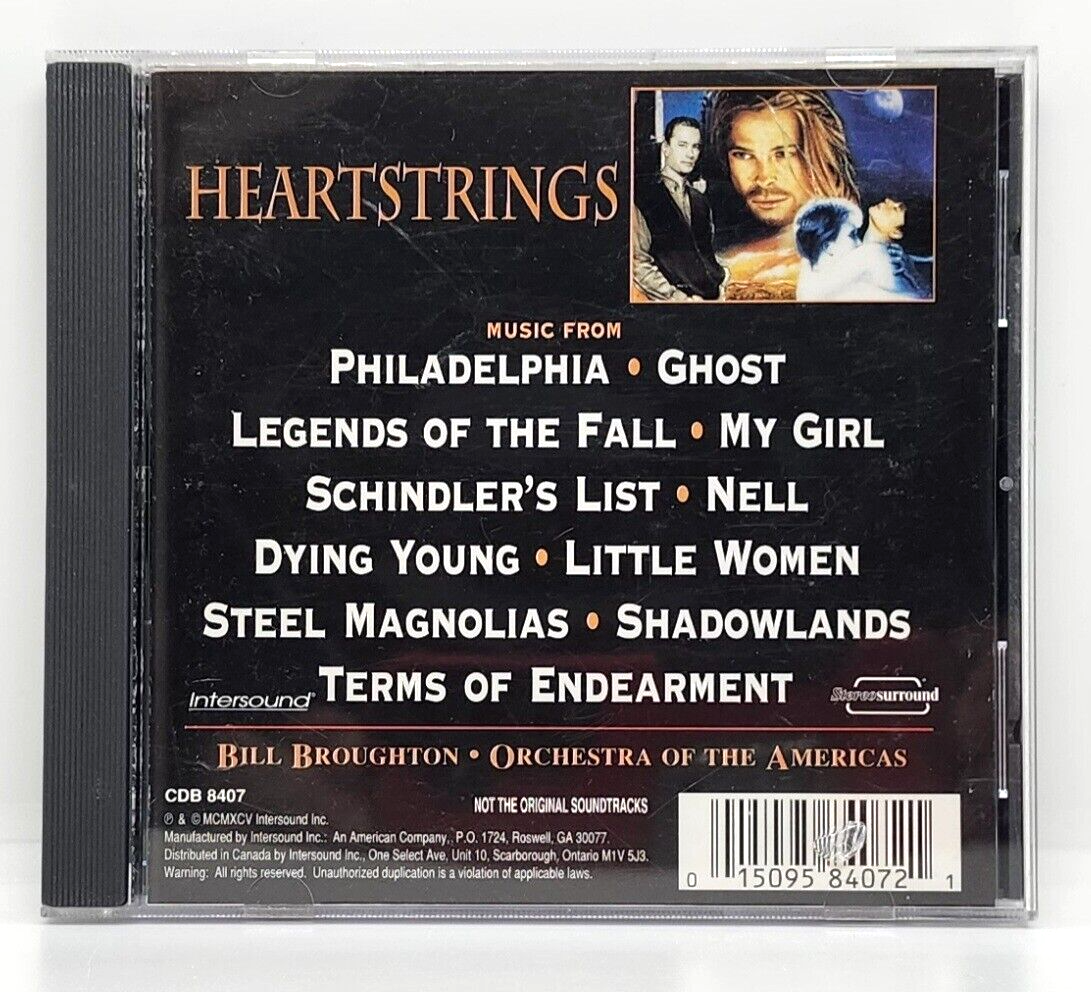 HEARTSTRINGS
MUSIC FROM
PHILADELPHIA • GHOST
LEGENDS OF THE FALL • MY GIRL
SCHINDLER'S LIST • NELL
DYING YOUNG • LITTLE WOMEN
STEEL MAGNOLIAS • SHADOWLANDS
TERMS OF ENDEARMENT
Intersound®
Stereosurround
BILL BROUGHTON • ORCHESTRA OF THE AMERICAS
CDB 8407
NOT THE ORIGINAL SOUNDTRACKS
℗ & © MCMXCV Intersound Inc.
Manufactured by Intersound Inc.: An American Company, P.O. 1724, Roswell, GA 30077.
Distributed in Canada by Intersound Inc., One Select Ave, Unit 10, Scarborough, Ontario M1V 5J3.
Warning: All rights reserved. Unauthorized duplication is a violation of applicable laws.
0 15095 84072 1